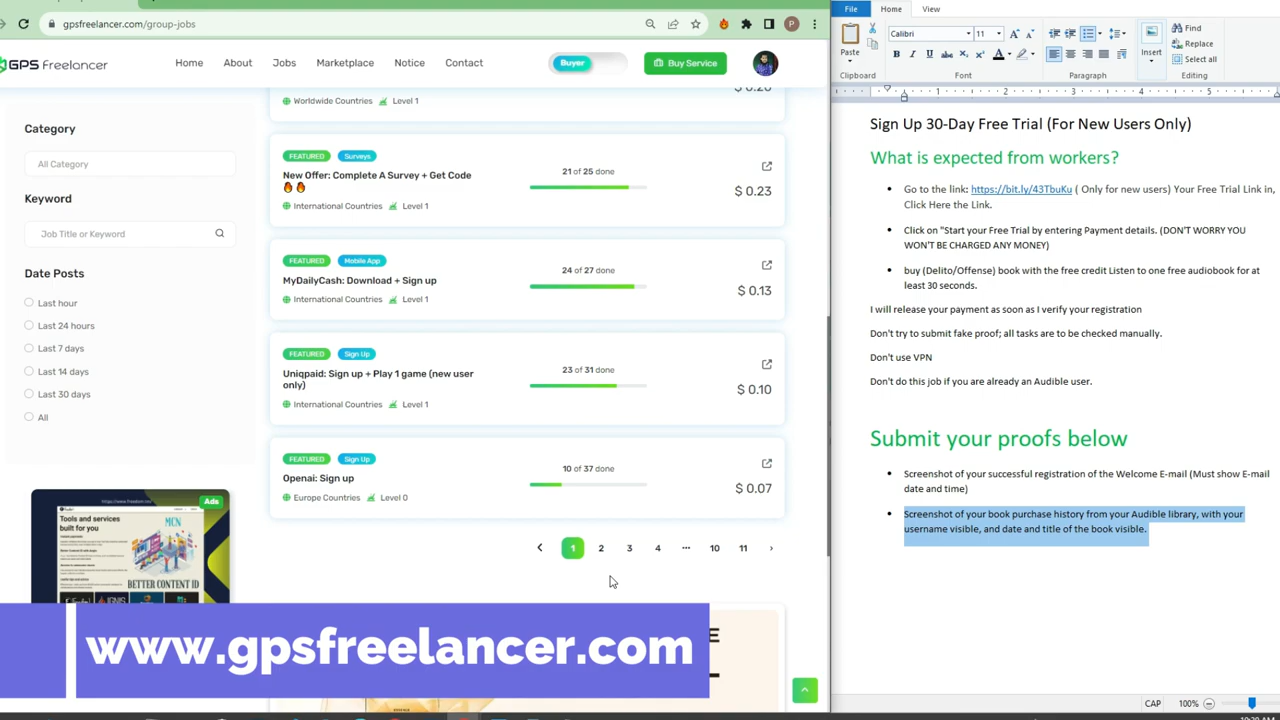 gpsfreelancer.com/group-jobs
P
GPS Freelancer
Home
About
Jobs
Marketplace
Notice
Contact
Buyer
Buy Service
Category
All Category
Keyword
Job Title or Keyword
Date Posts
Last hour
Last 24 hours
Last 7 days
Last 14 days
Last 30 days
All
Ads
Tools and services
built for you
MCN
BETTER CONTENT ID
Worldwide Countries
Level 1
FEATURED
Surveys
New Offer: Complete A Survey + Get Code
International Countries
Level 1
21 of 25 done
$ 0.23
FEATURED
Mobile App
MyDailyCash: Download + Sign up
International Countries
Level 1
24 of 27 done
$ 0.13
FEATURED
Sign Up
Uniqpaid: Sign up + Play 1 game (new user
only)
International Countries
Level 1
23 of 31 done
$ 0.10
FEATURED
Sign Up
Openai: Sign up
Europe Countries
Level 0
10 of 37 done
$ 0.07
1 2 3 4 ... 10 11
www.gpsfreelancer.com
File
Home
View
Paste
Clipboard
Calibri
11
Font
Paragraph
Insert
Find
Replace
Select all
Editing
1 2 3 4 5
Sign Up 30-Day Free Trial (For New Users Only)
What is expected from workers?
Go to the link: https://bit.ly/43TbuKu ( Only for new users) Your Free Trial Link in,
Click Here the Link.
Click on "Start your Free Trial by entering Payment details. (DON'T WORRY YOU
WON'T BE CHARGED ANY MONEY)
buy (Delito/Offense) book with the free credit Listen to one free audiobook for at
least 30 seconds.
I will release your payment as soon as I verify your registration
Don't try to submit fake proof; all tasks are to be checked manually.
Don't use VPN
Don't do this job if you are already an Audible user.
Submit your proofs below
Screenshot of your successful registration of the Welcome E-mail (Must show E-mail
date and time)
Screenshot of your book purchase history from your Audible library, with your
username visible, and date and title of the book visible.
CAP
100%